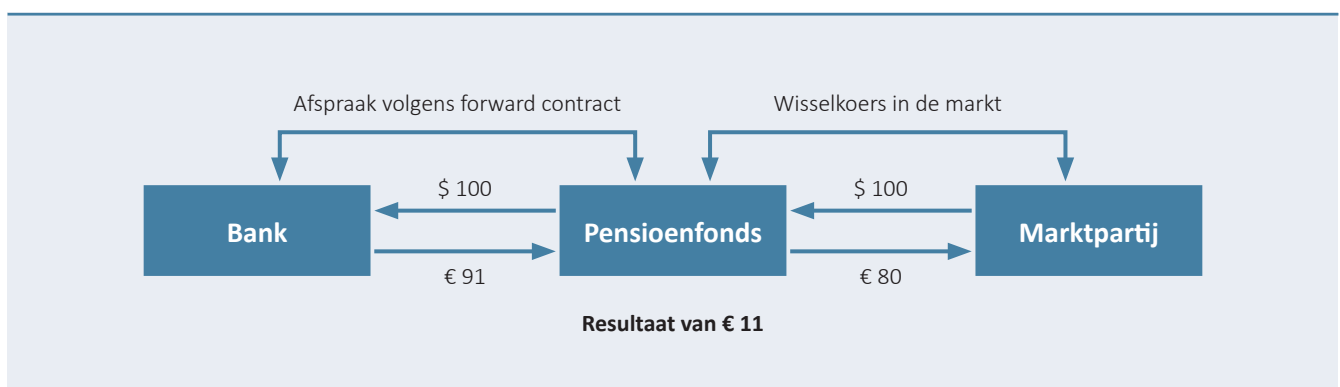 Afspraak volgens forward contract
Wisselkoers in de markt
$ 100
$ 100
Bank
Pensioenfonds
Marktpartij
€ 91
€ 80
Resultaat van € 11